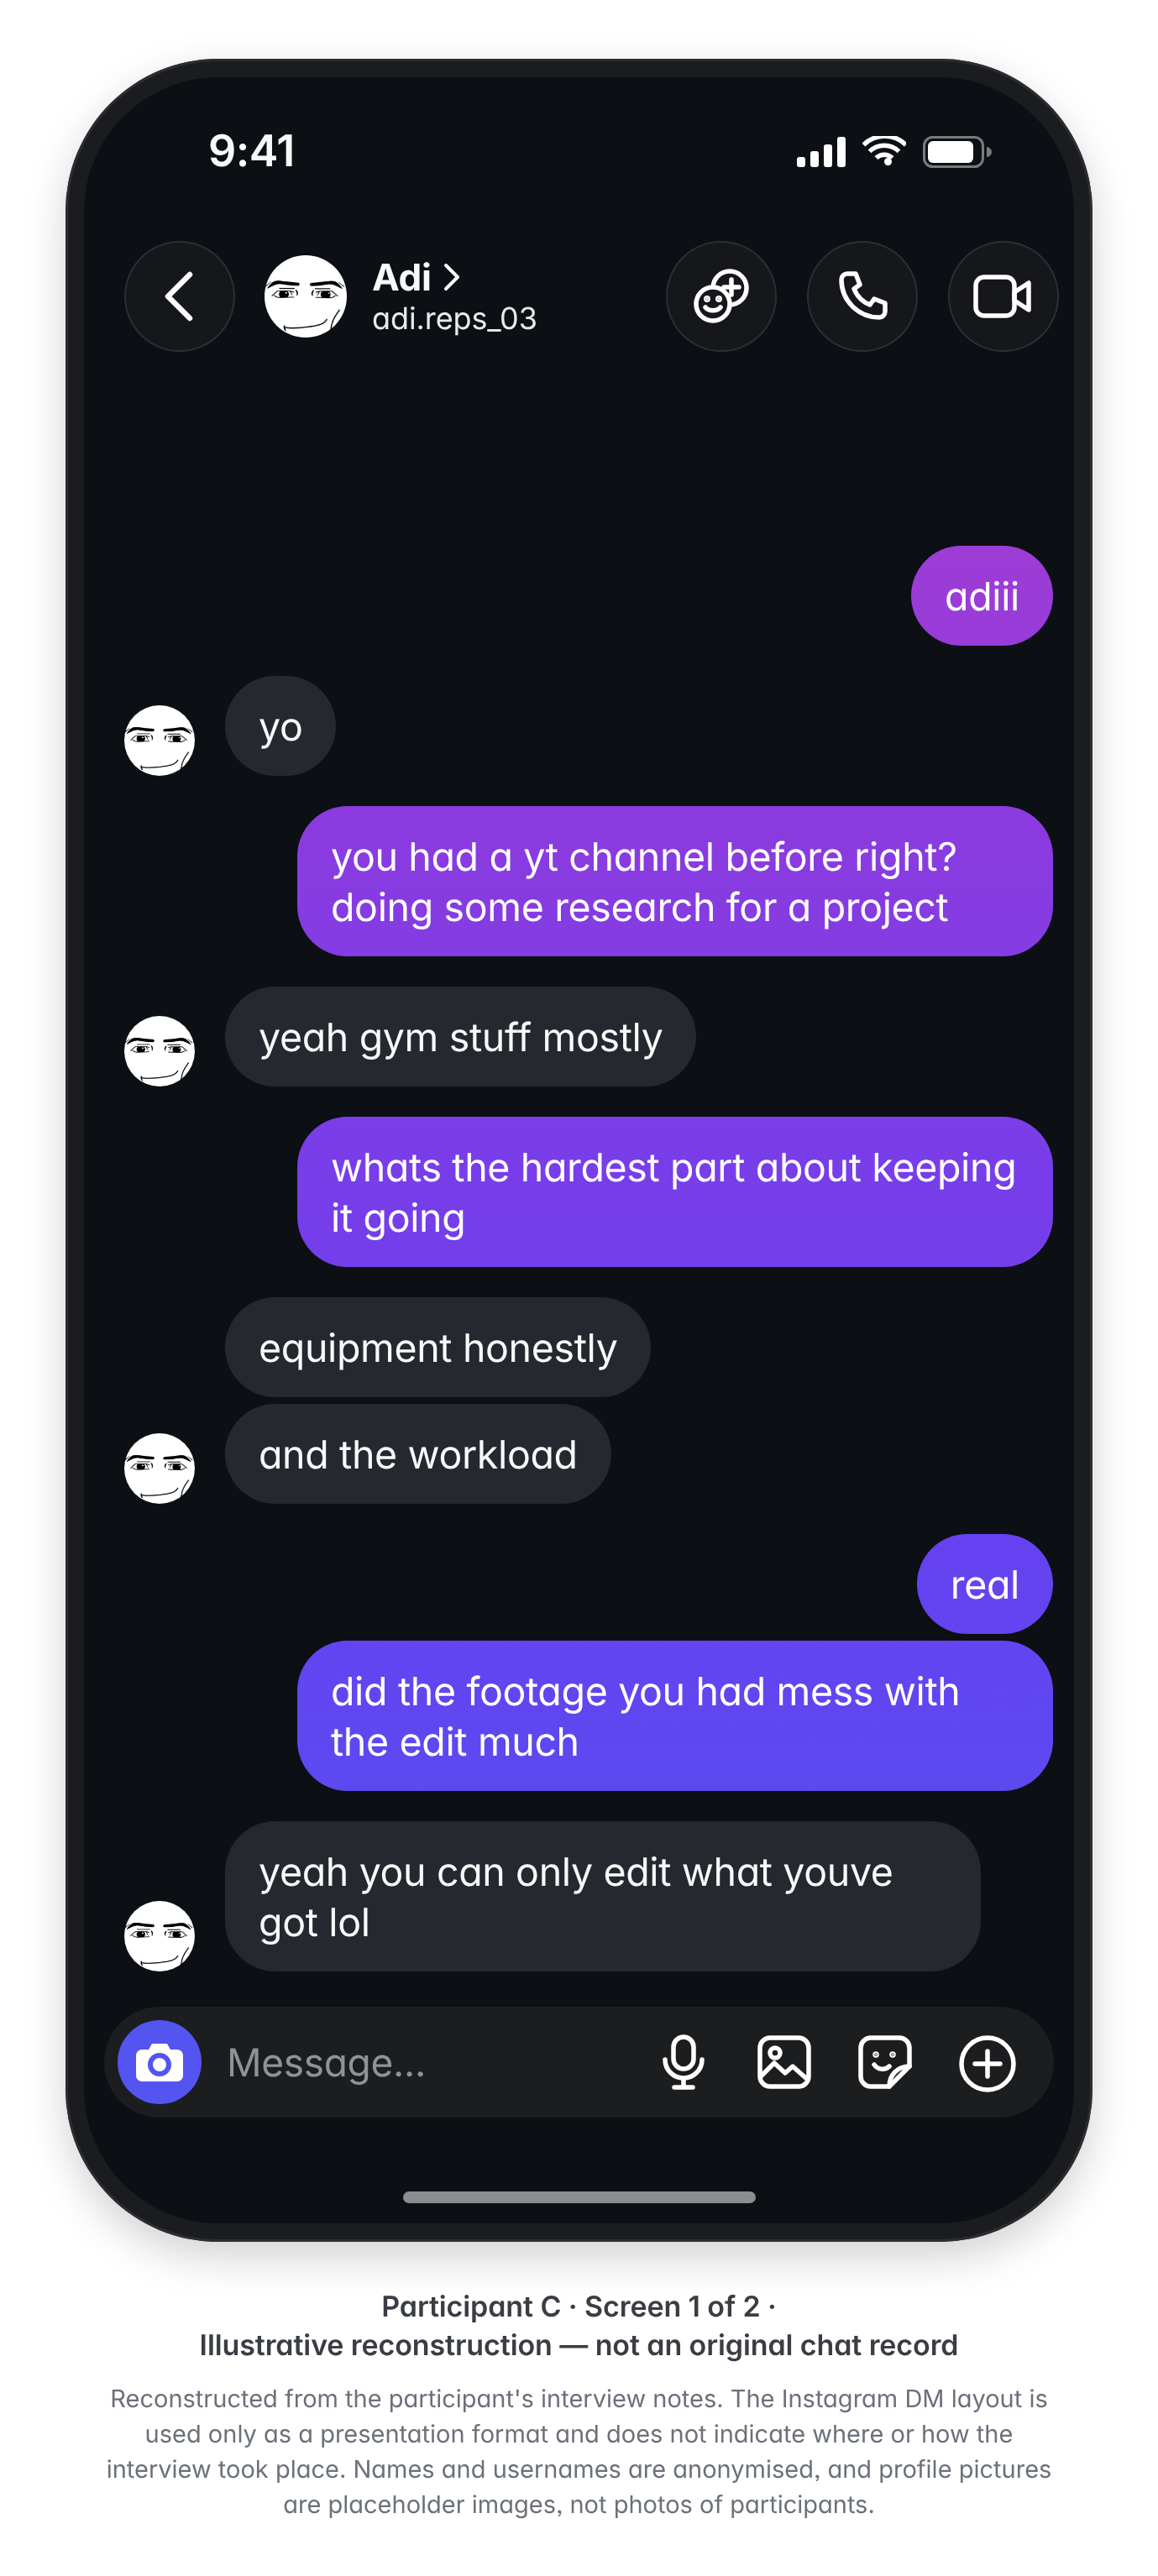 9:41
Adi
adi.reps_03
adiii
yo
you had a yt channel before right?
doing some research for a project
yeah gym stuff mostly
whats the hardest part about keeping
it going
equipment honestly
and the workload
real
did the footage you had mess with
the edit much
yeah you can only edit what youve
got lol
Message...
Participant C · Screen 1 of 2 ·
Illustrative reconstruction — not an original chat record
Reconstructed from the participant's interview notes. The Instagram DM layout is
used only as a presentation format and does not indicate where or how the
interview took place. Names and usernames are anonymised, and profile pictures
are placeholder images, not photos of participants.